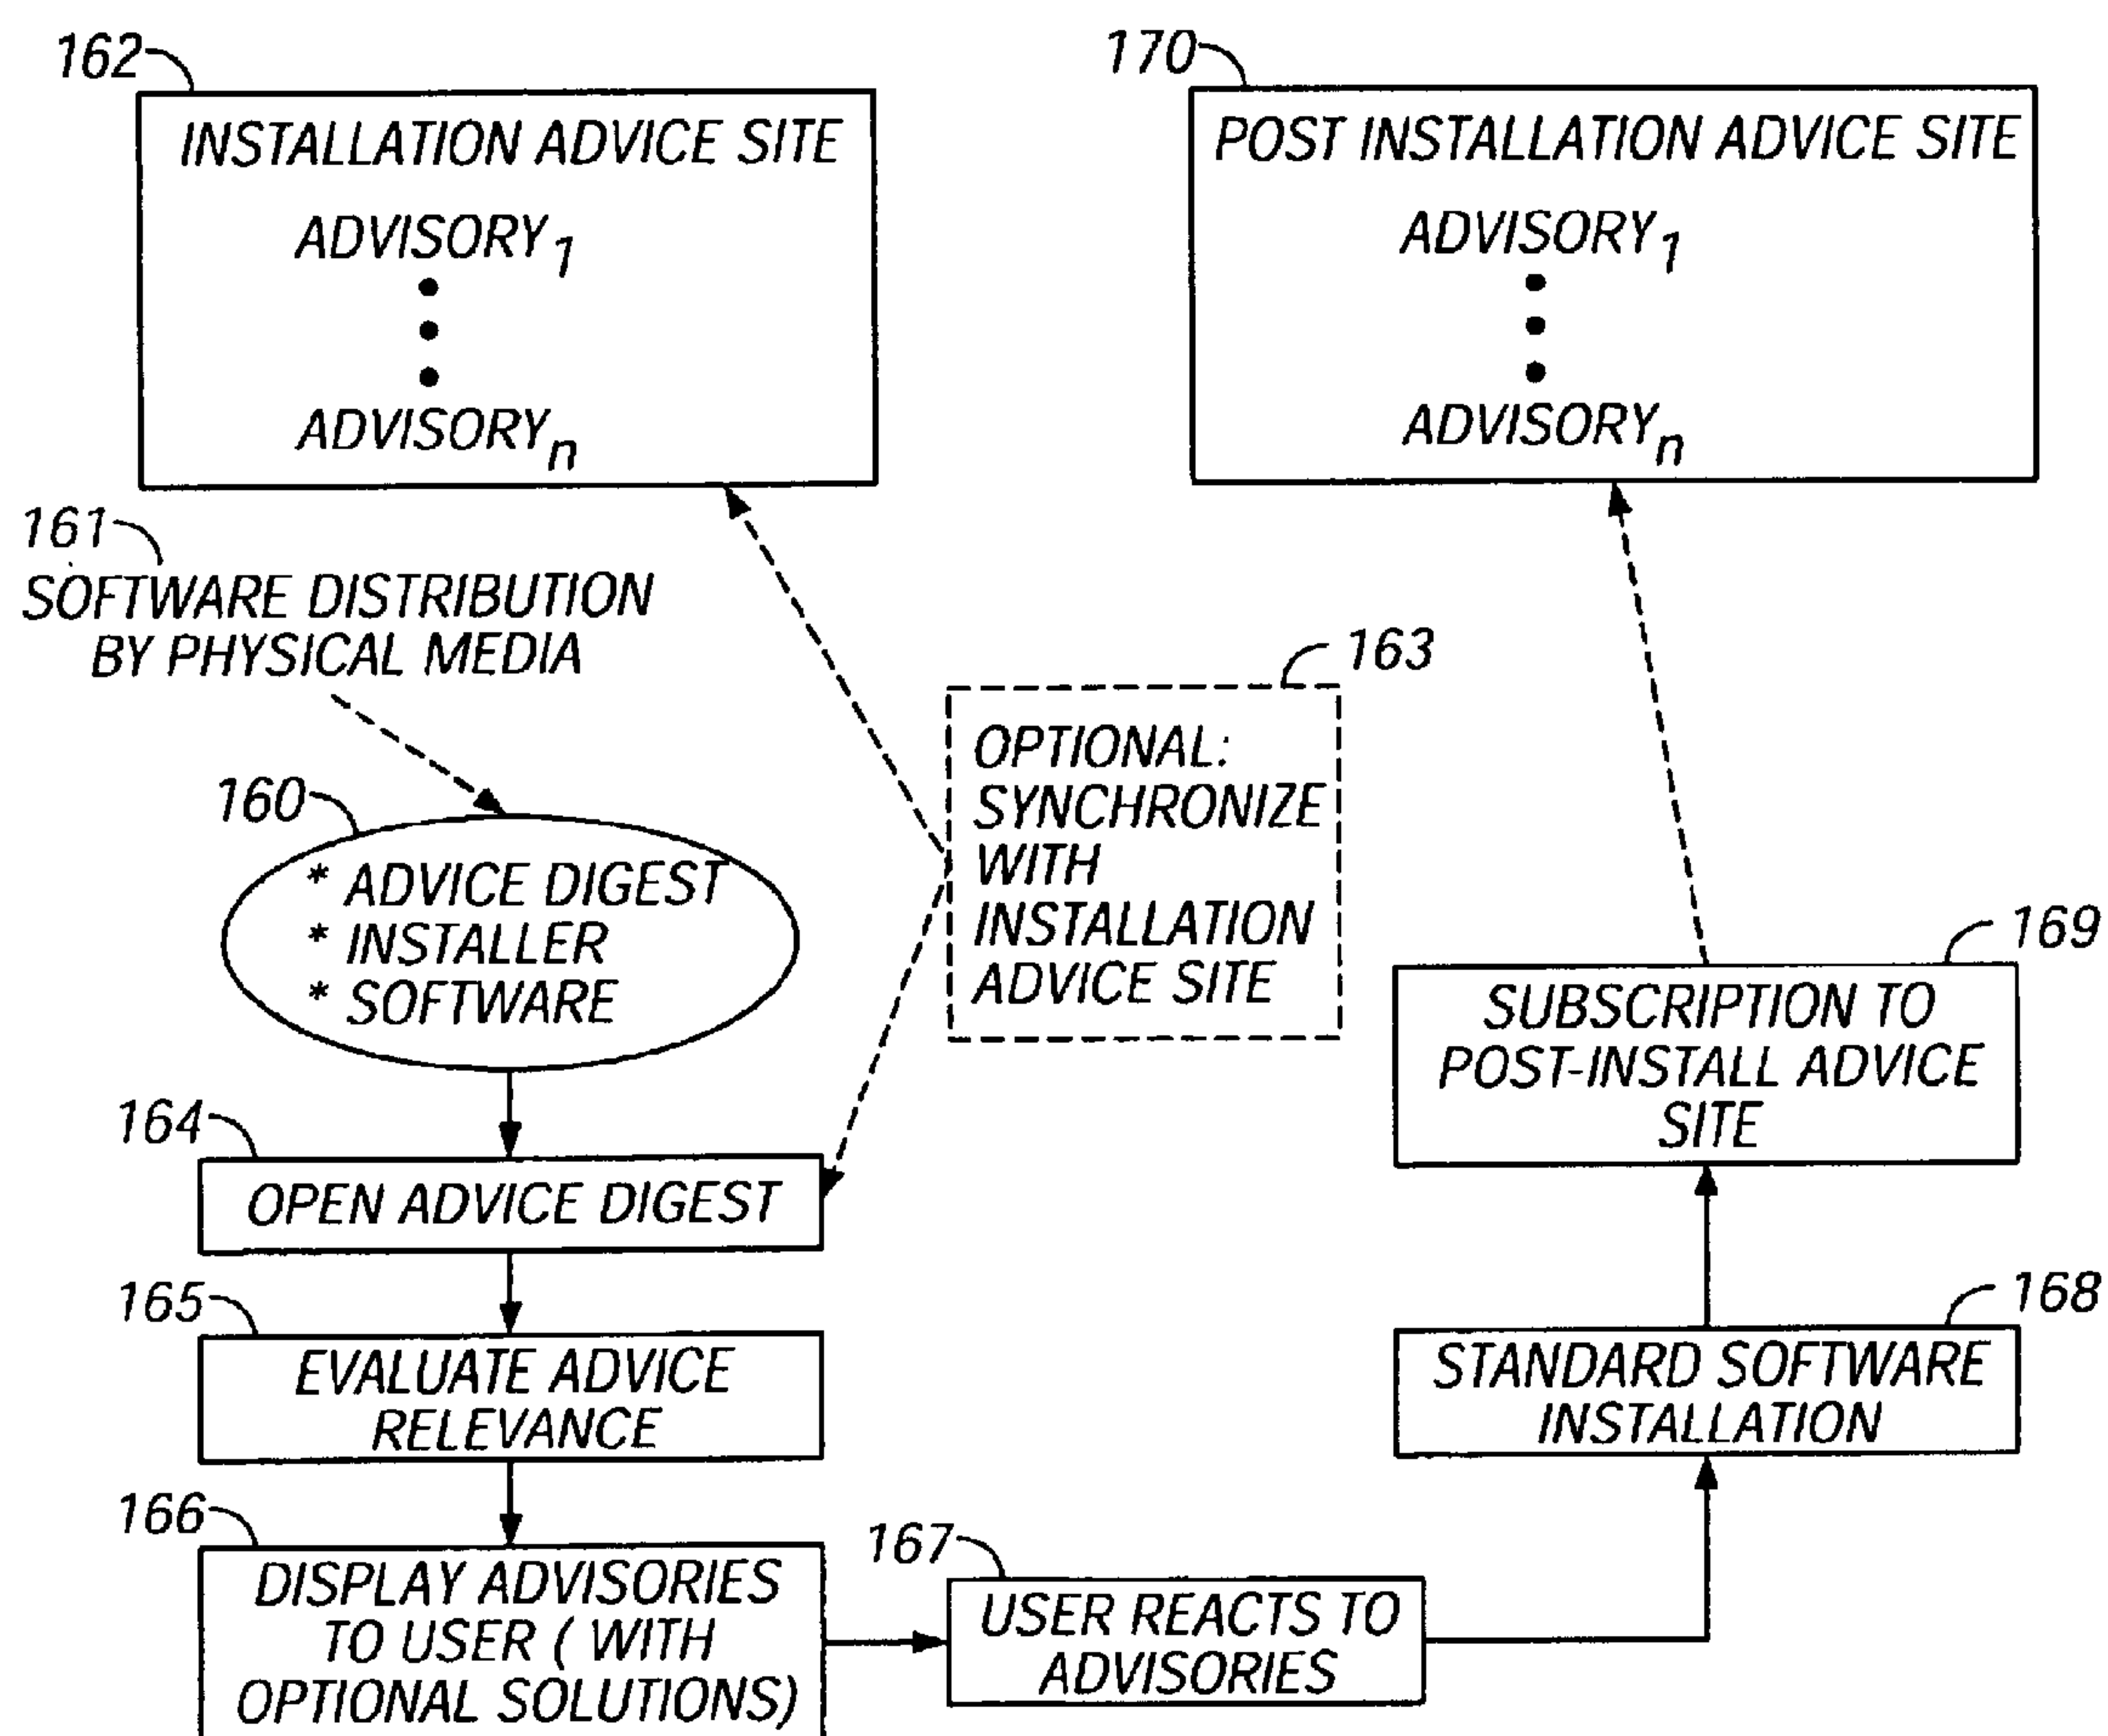 162
INSTALLATION ADVICE SITE
ADVISORY1
ADVISORYn
170
POST INSTALLATION ADVICE SITE
ADVISORY1
ADVISORYn
161
SOFTWARE DISTRIBUTION
BY PHYSICAL MEDIA
163
OPTIONAL:
SYNCHRONIZE
WITH
INSTALLATION
ADVICE SITE
160
* ADVICE DIGEST
* INSTALLER
* SOFTWARE
164
OPEN ADVICE DIGEST
165
EVALUATE ADVICE
RELEVANCE
166
DISPLAY ADVISORIES
TO USER ( WITH
OPTIONAL SOLUTIONS)
167
USER REACTS TO
ADVISORIES
168
STANDARD SOFTWARE
INSTALLATION
169
SUBSCRIPTION TO
POST-INSTALL ADVICE
SITE